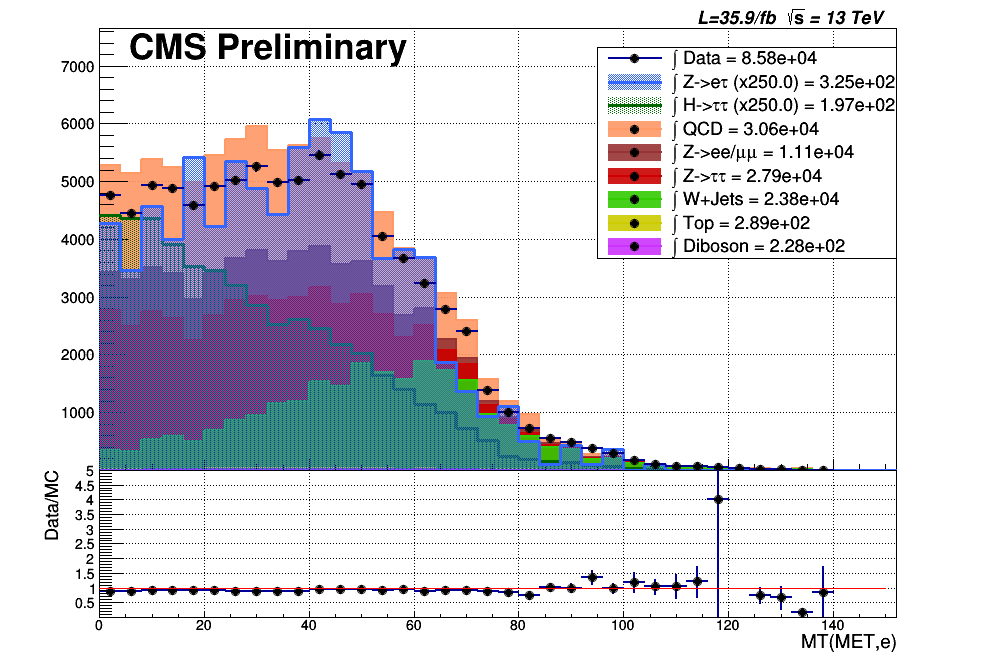 L=35.9/fb √s = 13 TeV
CMS Preliminary
∫ Data = 8.58e+04
∫ Z->eτ (x250.0) = 3.25e+02
∫ H->ττ (x250.0) = 1.97e+02
∫ QCD = 3.06e+04
∫ Z->ee/μμ = 1.11e+04
∫ Z->ττ = 2.79e+04
∫ W+Jets = 2.38e+04
∫ Top = 2.89e+02
∫ Diboson = 2.28e+02
7000
6000
5000
4000
3000
2000
1000
Data/MC
5
4.5
4
3.5
3
2.5
2
1.5
1
0.5
0 20 40 60 80 100 120 140
MT(MET,e)